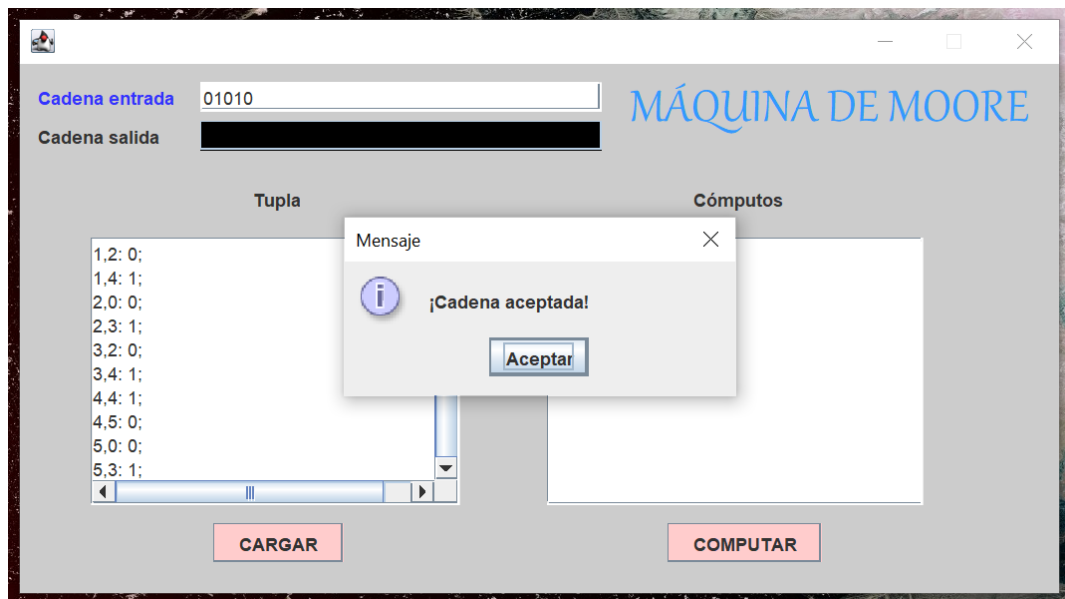 Cadena entrada 01010
MÁQUINA DE MOORE
Cadena salida
Tupla
Cómputos
1,2: 0;
1,4: 1;
2,0: 0;
2,3: 1;
3,2: 0;
3,4: 1;
4,4: 1;
4,5: 0;
5,0: 0;
5,3: 1;
Mensaje
¡Cadena aceptada!
Aceptar
CARGAR
COMPUTAR